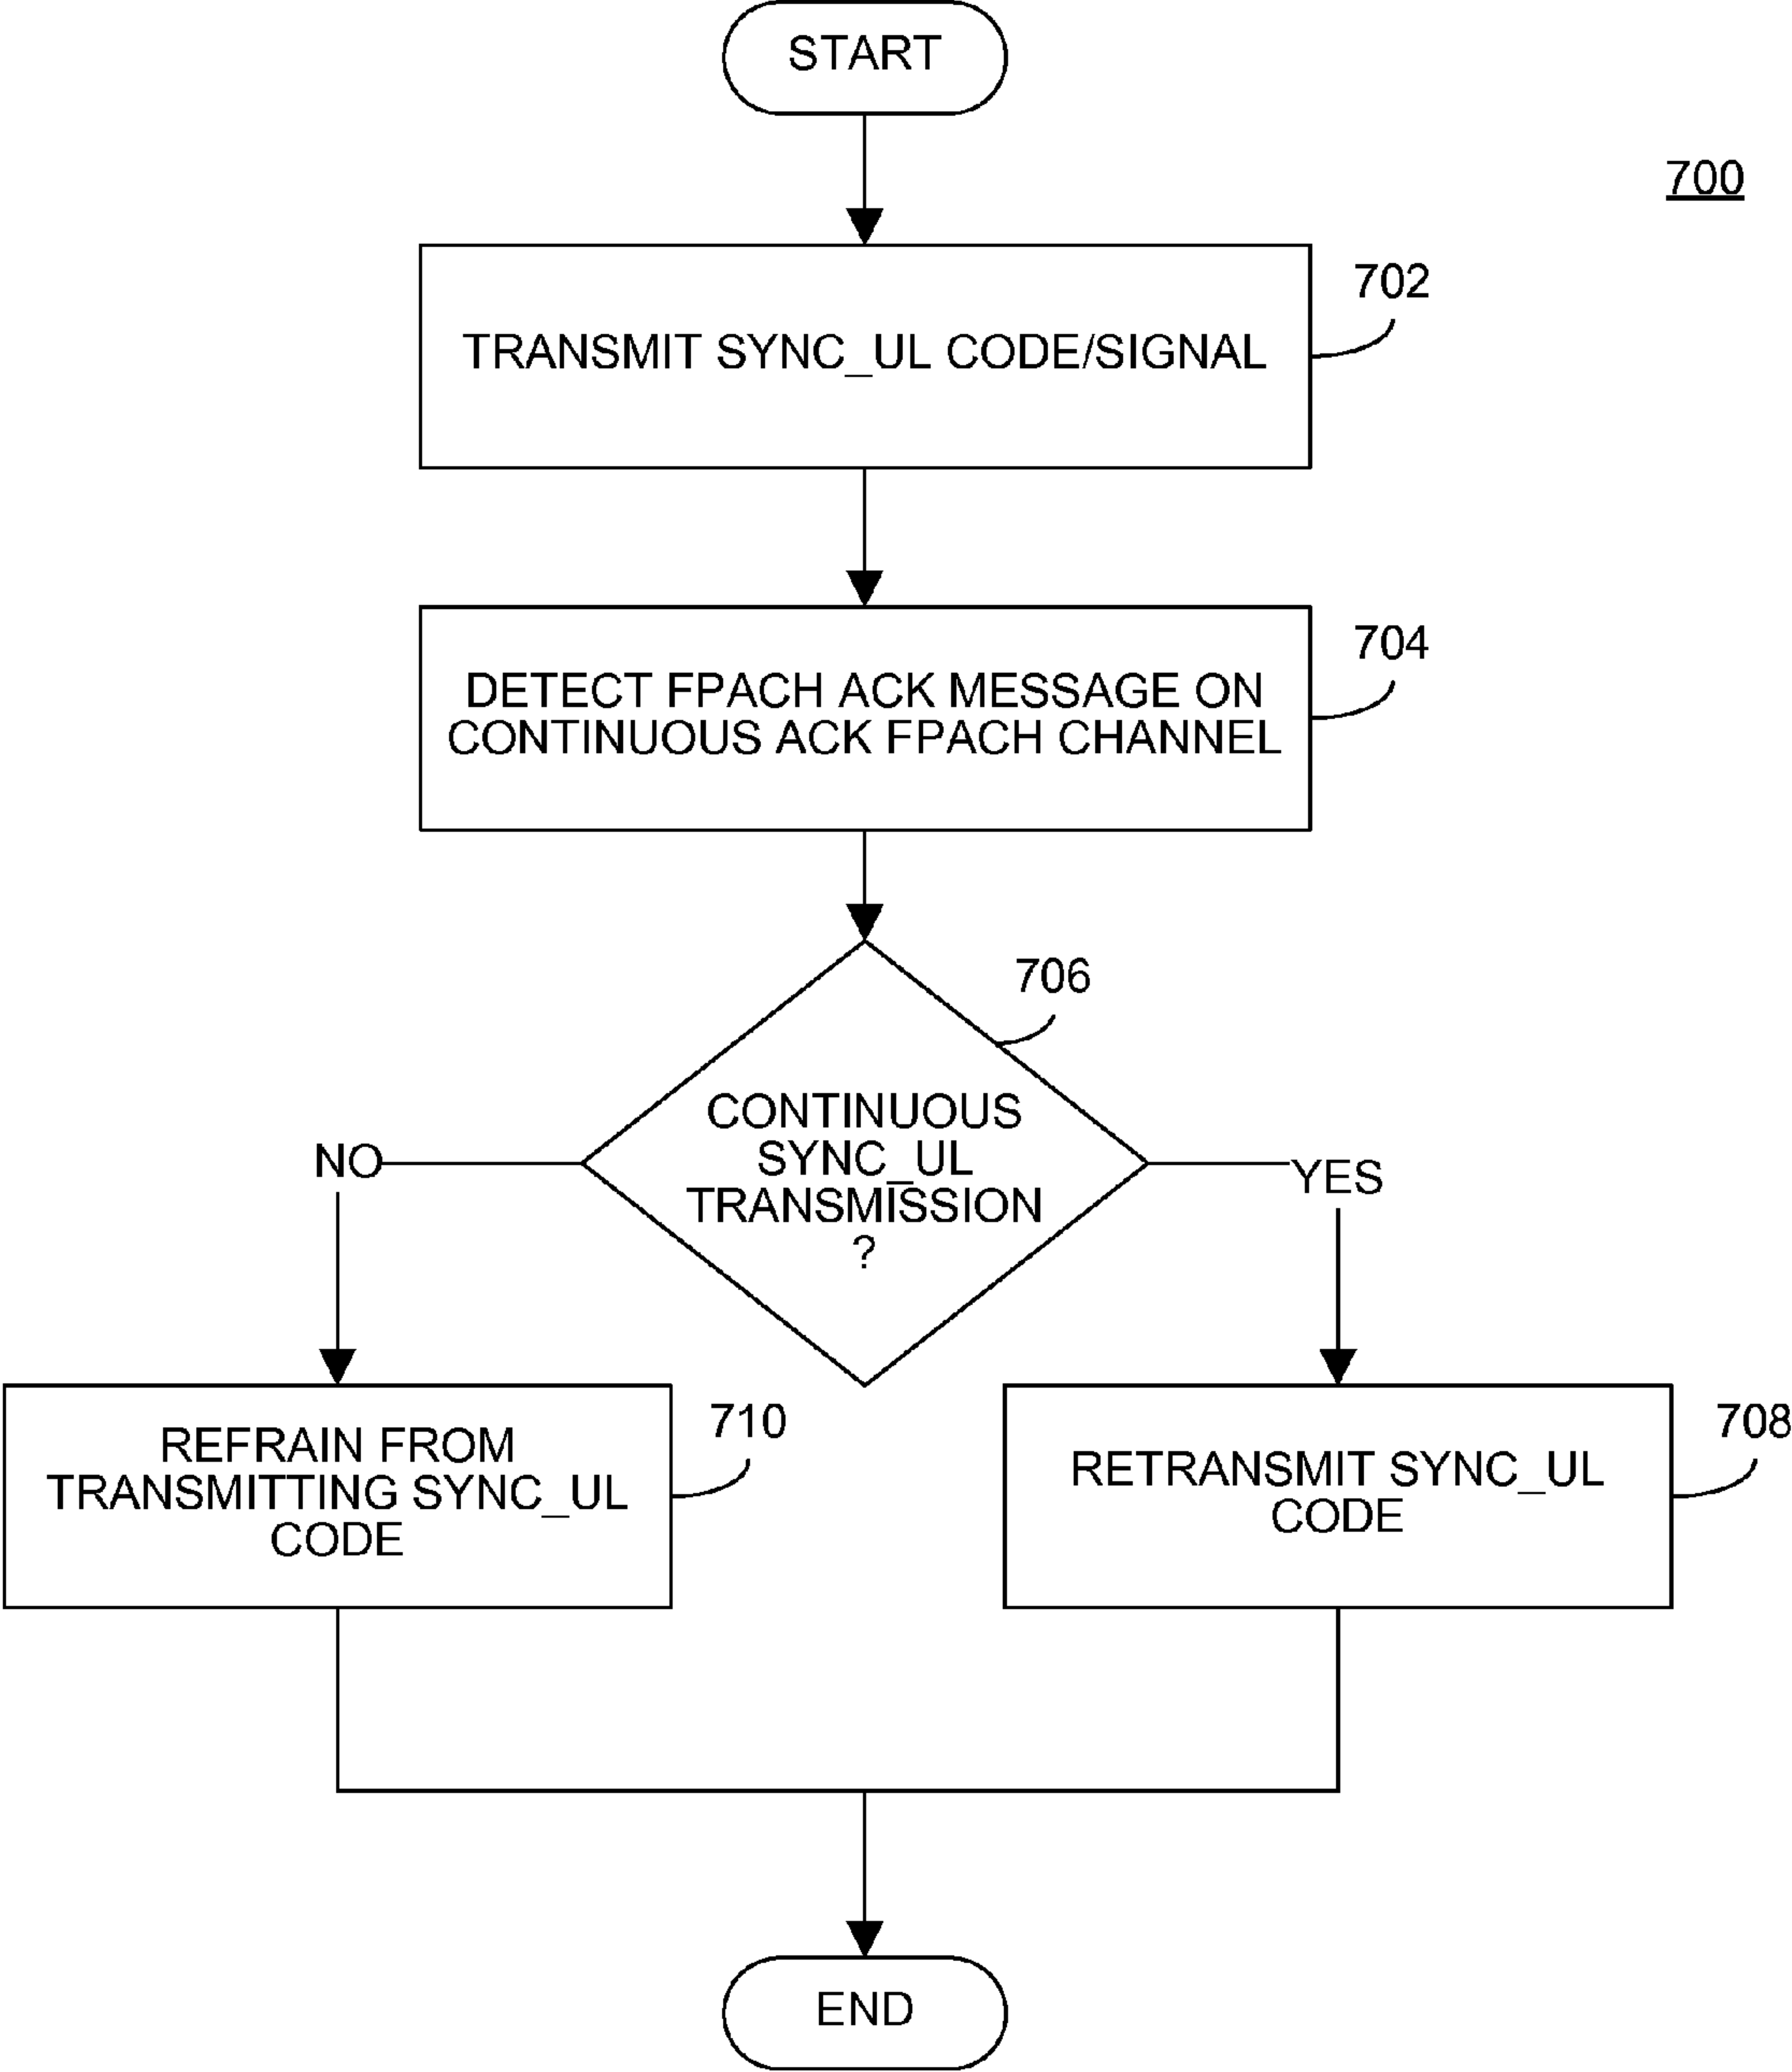 START
700
702
TRANSMIT SYNC_UL CODE/SIGNAL
704
DETECT FPACH ACK MESSAGE ON
CONTINUOUS ACK FPACH CHANNEL
706
CONTINUOUS
SYNC_UL
TRANSMISSION
?
NO
YES
710
REFRAIN FROM
TRANSMITTING SYNC_UL
CODE
708
RETRANSMIT SYNC_UL
CODE
END